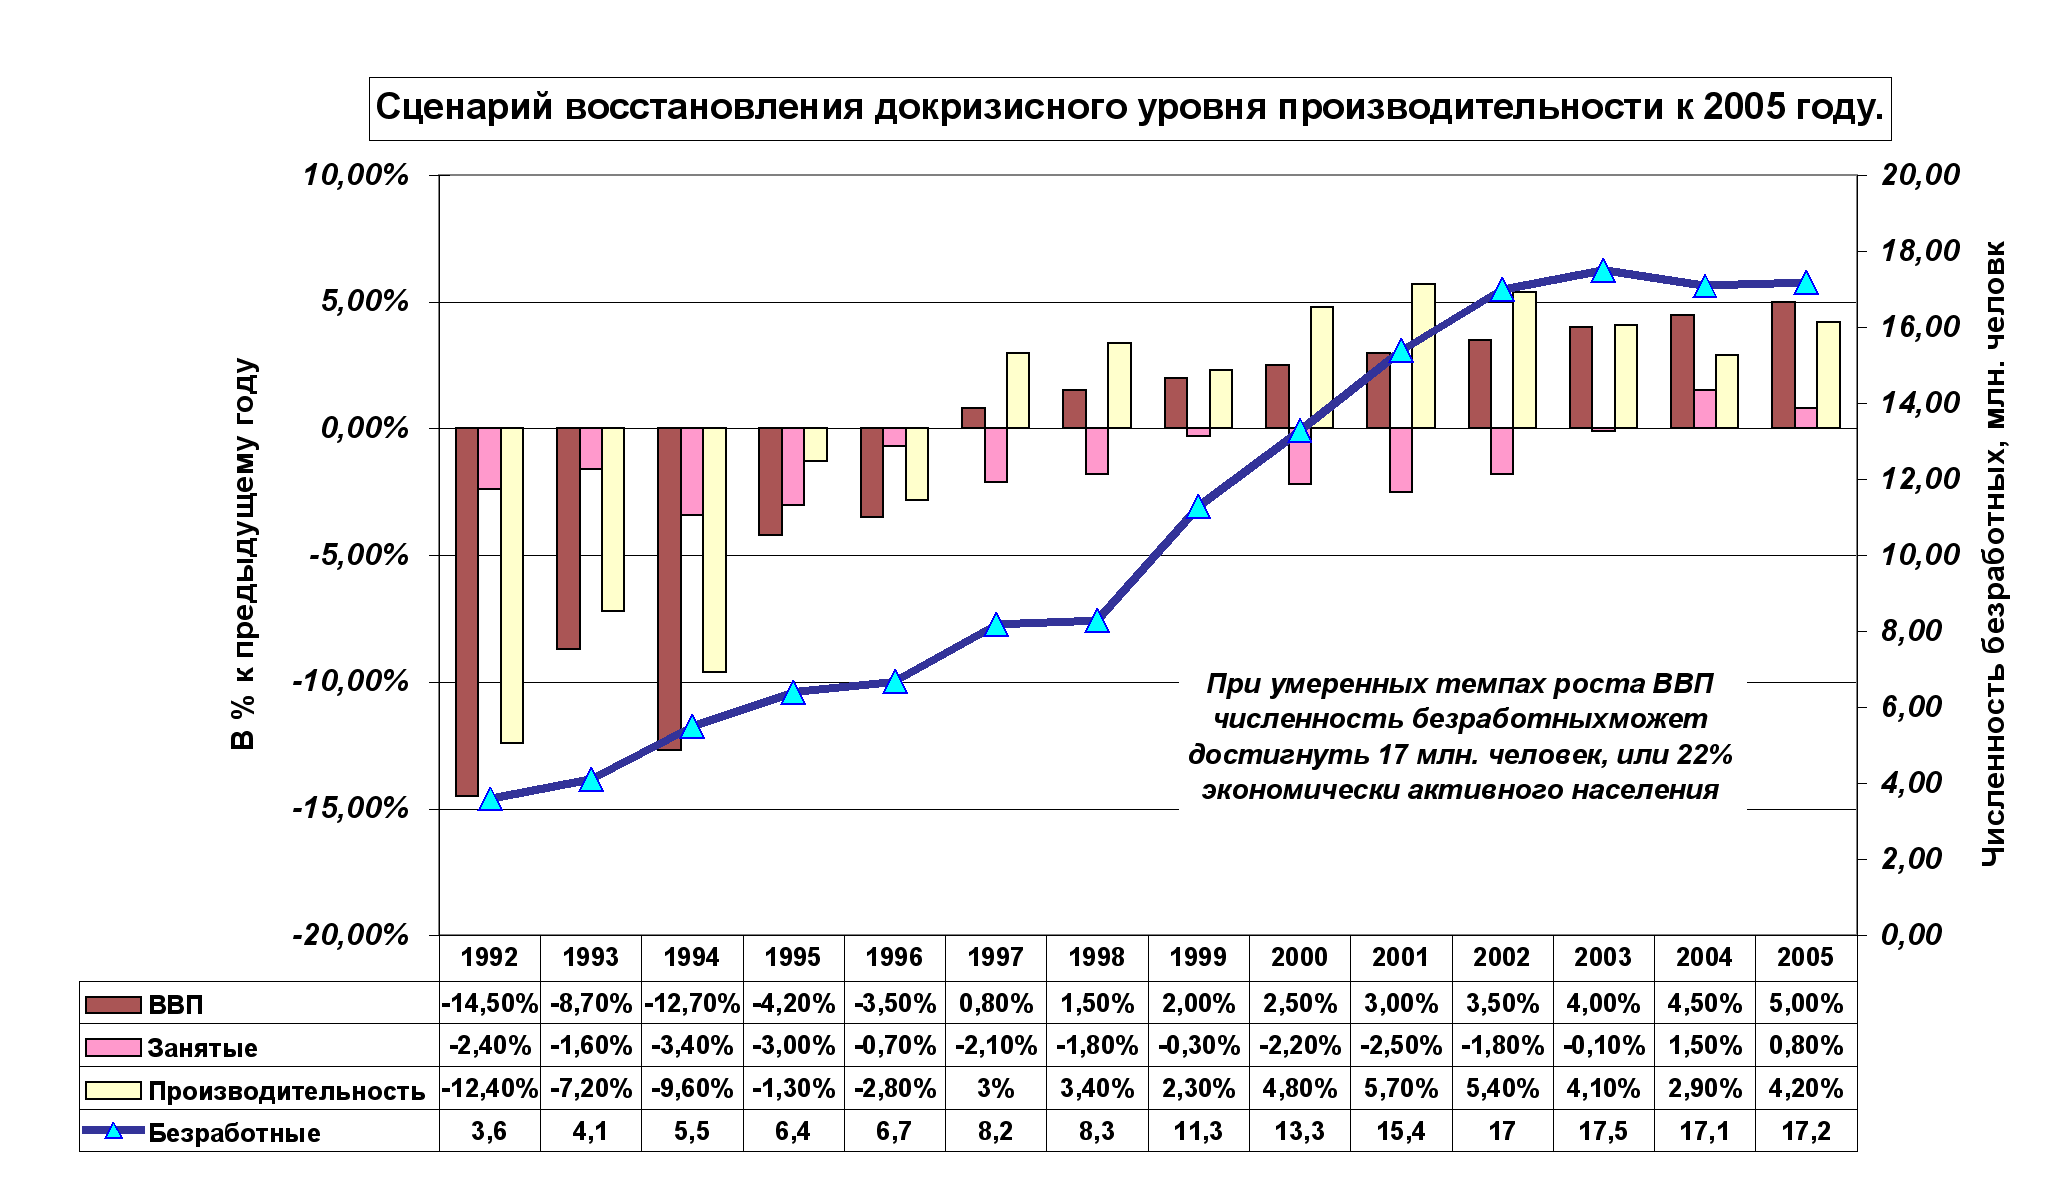 Сценарий восстановления докризисного уровня производительности к 2005 году.
10,00%
5,00%
0,00%
-5,00%
-10,00%
-15,00%
-20,00%
В % к предыдущему году
20,00
18,00
16,00
14,00
12,00
10,00
8,00
6,00
4,00
2,00
0,00
Численность безработных, млн. человк
При умеренных темпах роста ВВП
численность безработныхможет
достигнуть 17 млн. человек, или 22%
экономически активного населения
1992 1993 1994 1995 1996 1997 1998 1999 2000 2001 2002 2003 2004 2005
ВВП -14,50% -8,70% -12,70% -4,20% -3,50% 0,80% 1,50% 2,00% 2,50% 3,00% 3,50% 4,00% 4,50% 5,00%
Занятые -2,40% -1,60% -3,40% -3,00% -0,70% -2,10% -1,80% -0,30% -2,20% -2,50% -1,80% -0,10% 1,50% 0,80%
Производительность -12,40% -7,20% -9,60% -1,30% -2,80% 3% 3,40% 2,30% 4,80% 5,70% 5,40% 4,10% 2,90% 4,20%
Безработные 3,6 4,1 5,5 6,4 6,7 8,2 8,3 11,3 13,3 15,4 17 17,5 17,1 17,2